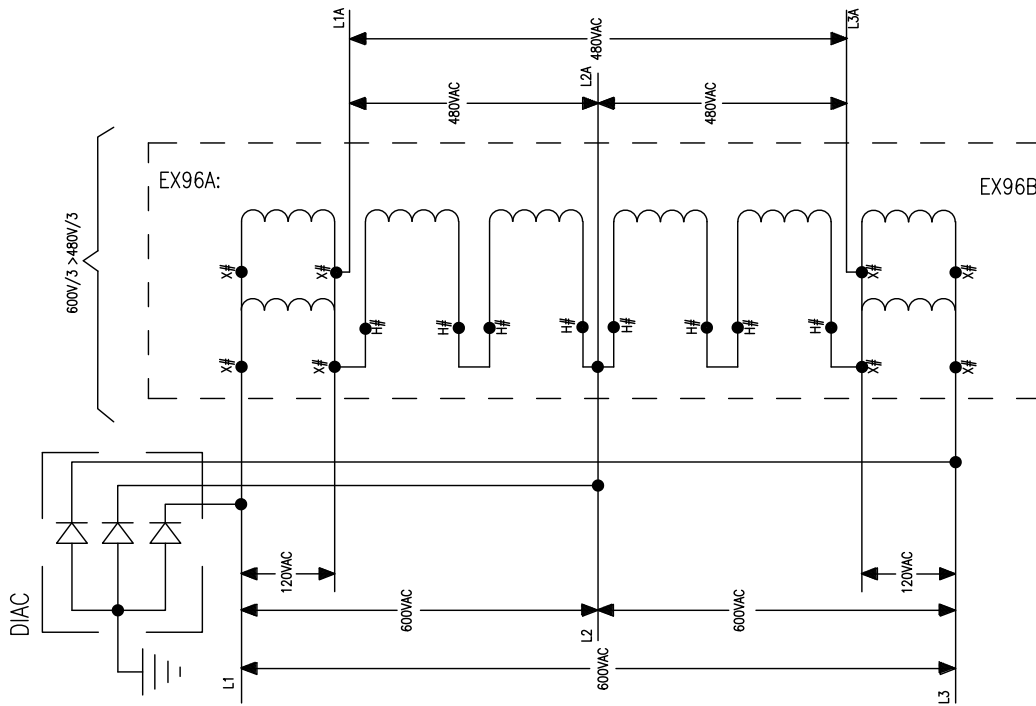 L1A
L3A
480VAC
L2A
480VAC
480VAC
EX96A:
EX96B
600V/3 >480V/3
X#
X#
X#
X#
H#
H#
H#
H#
H#
H#
H#
H#
X#
X#
X#
X#
DIAC
120VAC
120VAC
600VAC
L2
600VAC
L1
600VAC
L3